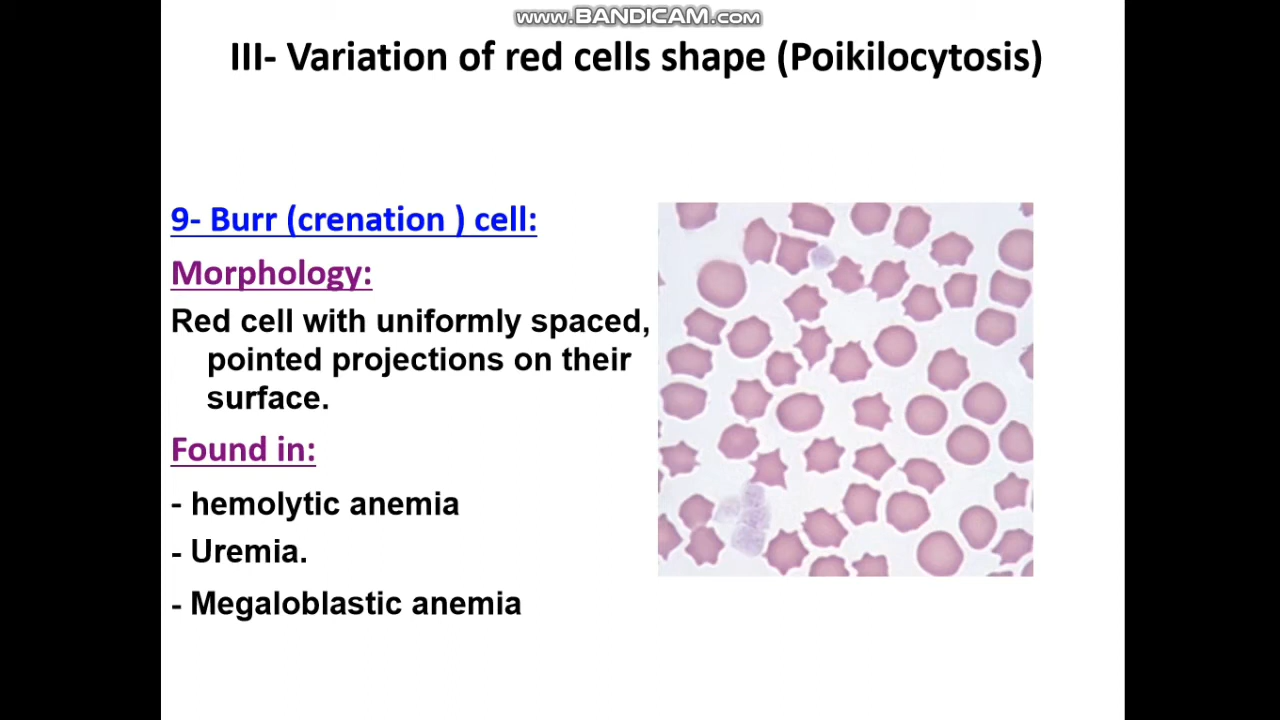 www.BANDICAM.com
III- Variation of red cells shape (Poikilocytosis)
9- Burr (crenation ) cell:
Morphology:
Red cell with uniformly spaced,
pointed projections on their
surface.
Found in:
- hemolytic anemia
- Uremia.
- Megaloblastic anemia